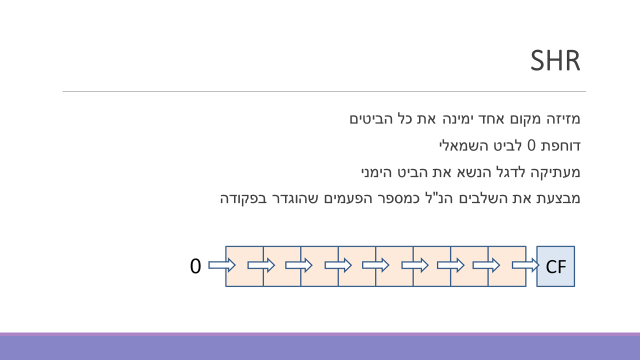 SHR
מזיזה מקום אחד ימינה את כל הביטים
דוחפת 0 לביט השמאלי
מעתיקה לדגל הנשא את הביט הימני
מבצעת את השלבים הנ"ל כמספר הפעמים שהוגדר בפקודה
0 CF